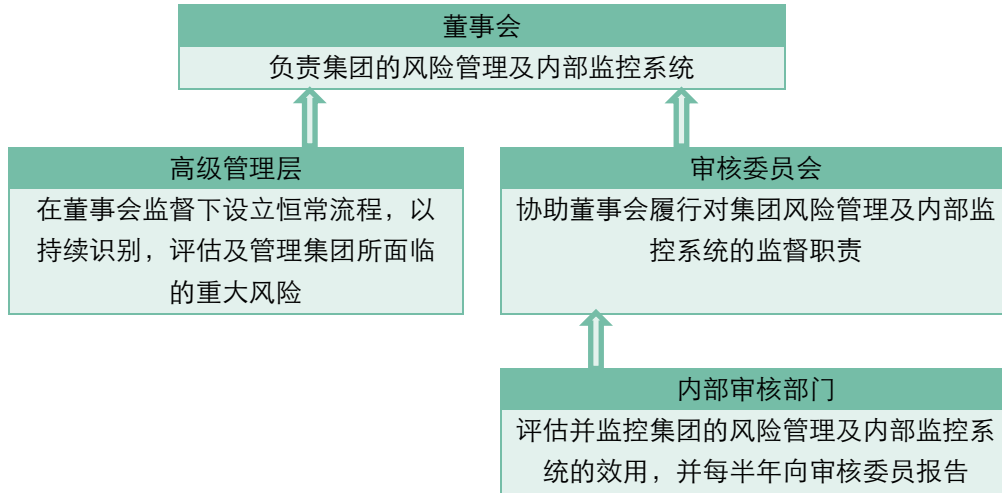 董事会
负责集团的风险管理及内部监控系统
高级管理层
在董事会监督下设立恒常流程，以
持续识别，评估及管理集团所面临
的重大风险
审核委员会
协助董事会履行对集团风险管理及内部监
控系统的监督职责
内部审核部门
评估并监控集团的风险管理及内部监控系
统的效用，并每半年向审核委员报告